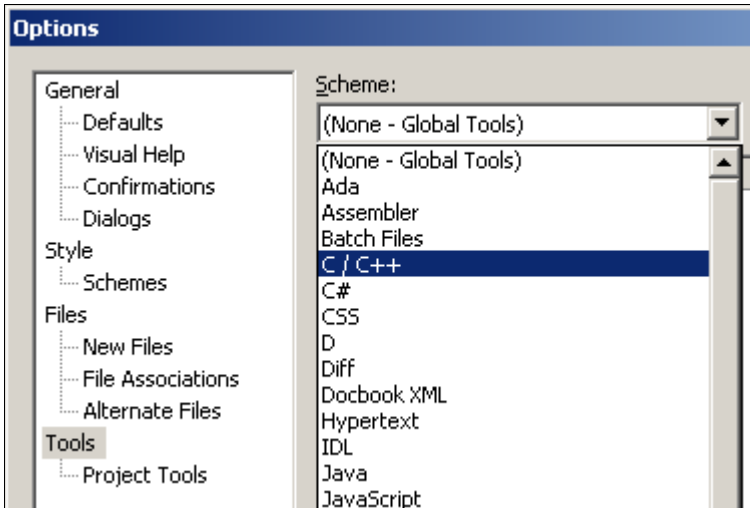 Options
General
Defaults
Visual Help
Confirmations
Dialogs
Style
Schemes
Files
New Files
File Associations
Alternate Files
Tools
Project Tools
Scheme:
(None - Global Tools)
(None - Global Tools)
Ada
Assembler
Batch Files
C / C++
C#
CSS
D
Diff
Docbook XML
Hypertext
IDL
Java
JavaScript